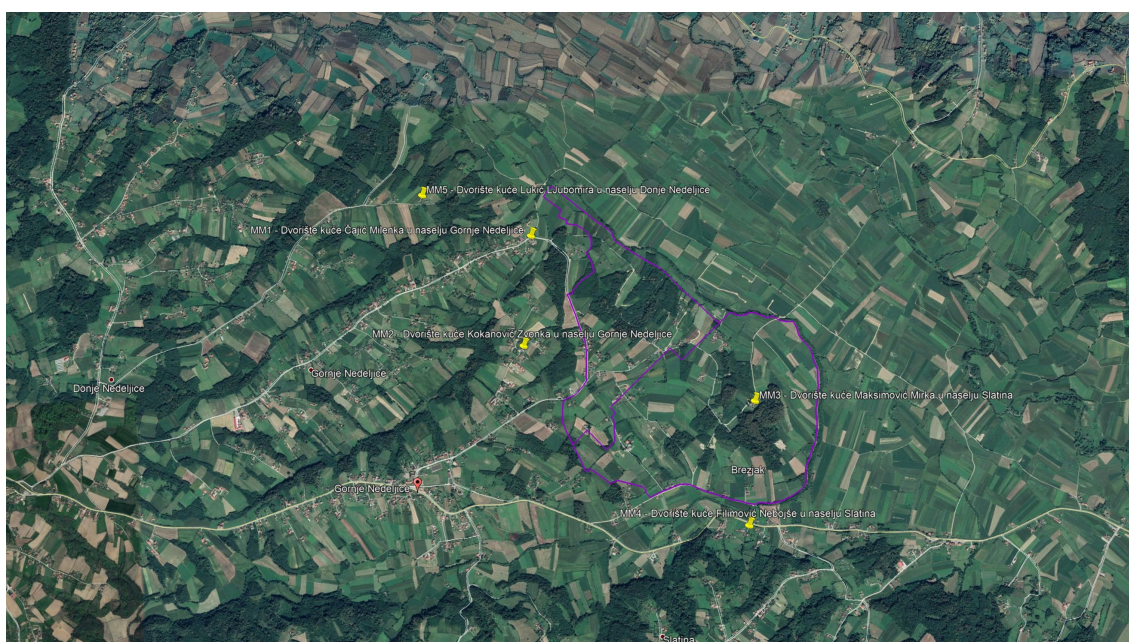 MM5 - Dvorište kuće Lukić LJubomira u naselju Donje Nedeljice
MM1 - Dvorište kuće Čajić Milenka u naselju Gornje Nedeljice
MM2 - Dvorište kuće Kokanović Zvonka u naselju Gornje Nedeljice
Gornje Nedeljice
Donje Nedeljice
MM3 - Dvorište kuće Maksimović Mirka u naselju Slatina
Brezjak
Gornje Nedeljice
MM4 - Dvorište kuće Filimović Nebojše u naselju Slatina
Slatina